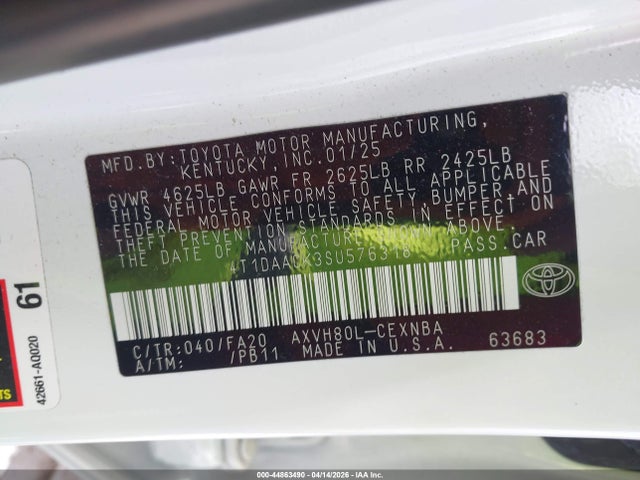 MFD.BY:TOYOTA MOTOR MANUFACTURING,
KENTUCKY,INC.01/25
GVWR 4625LB GAWR FR 2625LB RR 2425LB
THIS VEHICLE CONFORMS TO ALL APPLICABLE
FEDERAL MOTOR VEHICLE SAFETY, BUMPER AND
THEFT PREVENTION STANDARDS IN EFFECT ON
THE DATE OF MANUFACTURE SHOWN ABOVE.
PASS.CAR
C/TR:040/FA20 AXVH80L-CEXNBA
A/TM: /PB11 MADE IN U.S.A. 63683
TOYOTA
61
42661-A0020
TS
000-44863490 - 04/14/2026 - IAA Inc.